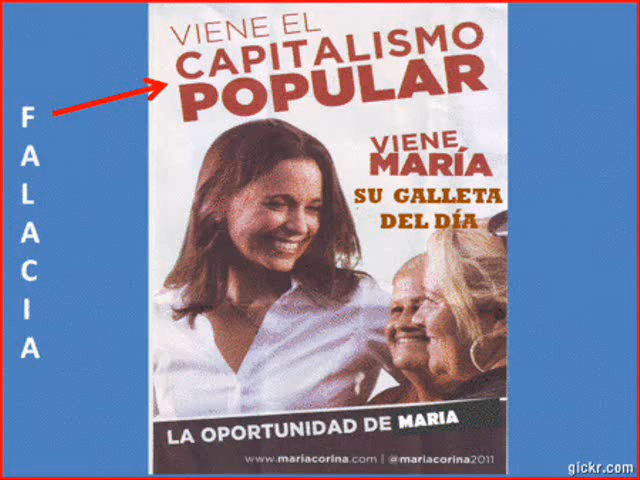 VIENE EL
CAPITALISMO
POPULAR
FALACIA
VIENE
MARÍA
SU GALLETA
DEL DÍA
LA OPORTUNIDAD DE MARIA
www.mariacorina.com | @mariacorina2011
gickr.com